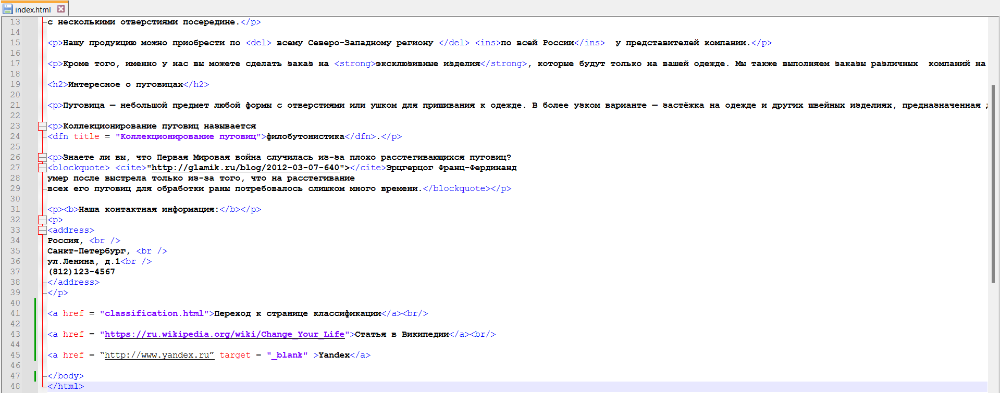 index.html
13 с несколькими отверстиями посередине.</p>
14
15 <p>Нашу продукцию можно приобрести по <del> всему Северо-Западному региону </del> <ins>по всей России</ins>  у представителей компании.</p>
16
17 <p>Кроме того, именно у нас вы можете сделать заказ на <strong>эксклюзивные изделия</strong>, которые будут только на вашей одежде. Мы также выполняем заказы различных  компаний на
18
19 <h2>Интересное о пуговицах</h2>
20
21 <p>Пуговица — небольшой предмет любой формы с отверстиями или ушком для пришивания к одежде. В более узком варианте — застёжка на одежде и других швейных изделиях, предназначенная
22
23 <p>Коллекционирование пуговиц называется
24 <dfn title = "Коллекционирование пуговиц">филобутонистика</dfn>.</p>
25
26 <p>Знаете ли вы, что Первая Мировая война случилась из-за плохо расстегивающихся пуговиц?
27 <blockquote> <cite>"http://glamik.ru/blog/2012-03-07-640"></cite>Эрцгерцог Франц-Фердинанд
28 умер после выстрела только из-за того, что на расстегивание
29 всех его пуговиц для обработки раны потребовалось слишком много времени.</blockquote></p>
30
31 <p><b>Наша контактная информация:</b></p>
32 <p>
33 <address>
34 Россия, <br />
35 Санкт-Петербург, <br />
36 ул.Ленина, д.1<br />
37 (812)123-4567
38 </address>
39 </p>
40
41 <a href = "classification.html">Переход к странице классификации</a><br/>
42
43 <a href = "https://ru.wikipedia.org/wiki/Change_Your_Life">Статья в Википедии</a><br/>
44
45 <a href = “http://www.yandex.ru” target = "_blank" >Yandex</a>
46
47 </body>
48 </html>